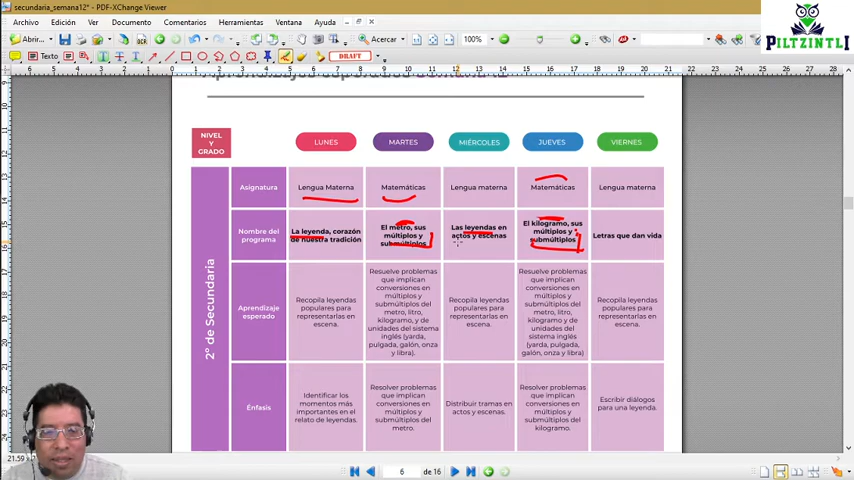 secundaria_semana12* - PDF-XChange Viewer
Archivo Edición Ver Documento Comentarios Herramientas Ventana Ayuda
PILTZINTLI
Abrir... OCR Acercar 100%
Texto DRAFT
NIVEL
Y
GRADO
LUNES MARTES MIÉRCOLES JUEVES VIERNES
2º de Secundaria
Asignatura
Lengua Materna
Matemáticas
Lengua materna
Matemáticas
Lengua materna
Nombre del
programa
La leyenda, corazón
de nuestra tradición
El metro, sus
múltiplos y
submúltiplos
Las leyendas en
actos y escenas
El kilogramo, sus
múltiplos y
submúltiplos
Letras que dan vida
Aprendizaje
esperado
Recopila leyendas
populares para
representarlas en
escena.
Resuelve problemas
que implican
conversiones en
múltiplos y
submúltiplos del
metro, litro,
kilogramo, y de
unidades del sistema
inglés (yarda,
pulgada, galón, onza
y libra).
Recopila leyendas
populares para
representarlas en
escena.
Resuelve problemas
que implican
conversiones en
múltiplos y
submúltiplos del
metro, litro,
kilogramo y de
unidades del sistema
inglés (yarda,
pulgada, galón, onza
y libra)
Recopila leyendas
populares para
representarlas en
escena.
Énfasis
Identificar los
momentos más
importantes en el
relato de leyendas.
Resolver problemas
que implican
conversiones en
múltiplos y
submúltiplos del
metro.
Distribuir tramas en
actos y escenas.
Resolver problemas
que implican
conversiones en
múltiplos y
submúltiplos del
kilogramo.
Escribir diálogos
para una leyenda.
6 de 16